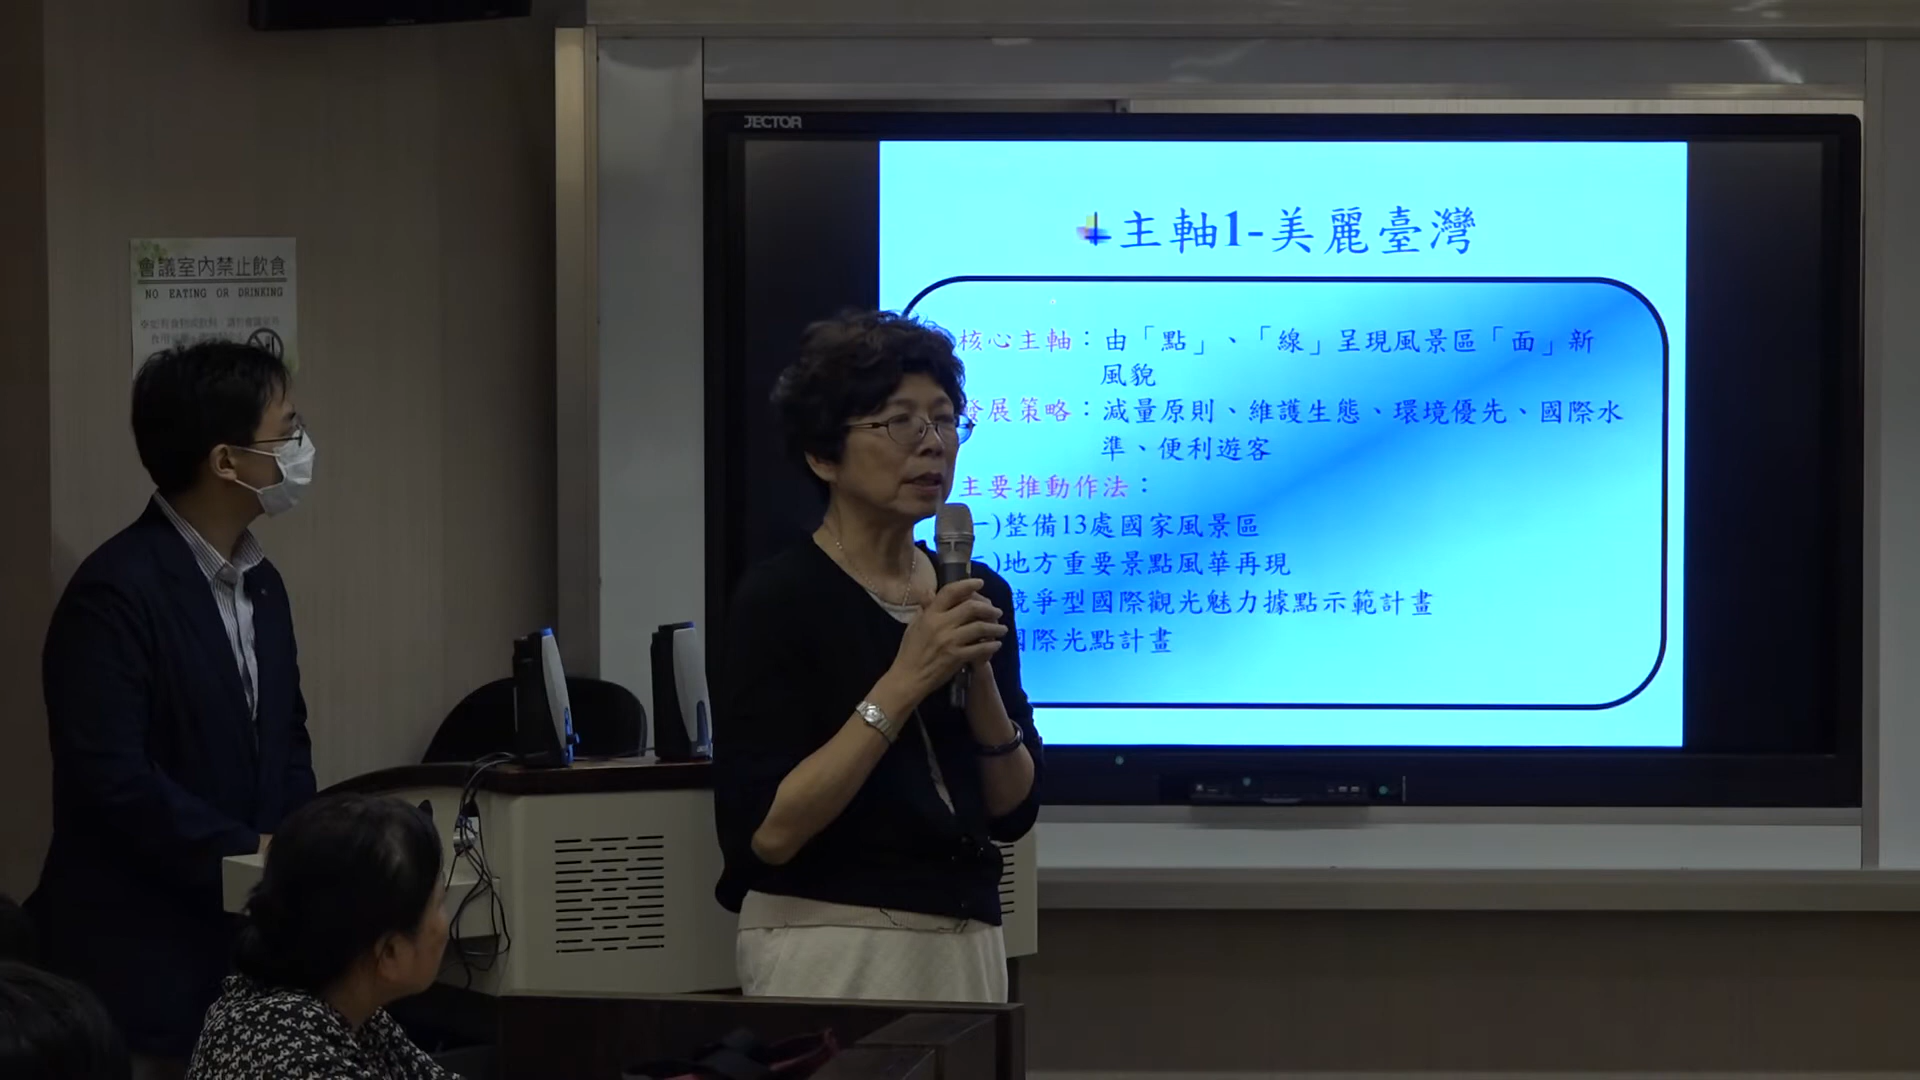 JECTOR
主軸1-美麗臺灣
核心主軸：由「點」、「線」呈現風景區「面」新
風貌
發展策略：減量原則、維護生態、環境優先、國際水
準、便利遊客
主要推動作法：
一)整備13處國家風景區
)地方重要景點風華再現
競爭型國際觀光魅力據點示範計畫
國際光點計畫
會議室內禁止飲食
NO EATING OR DRINKING